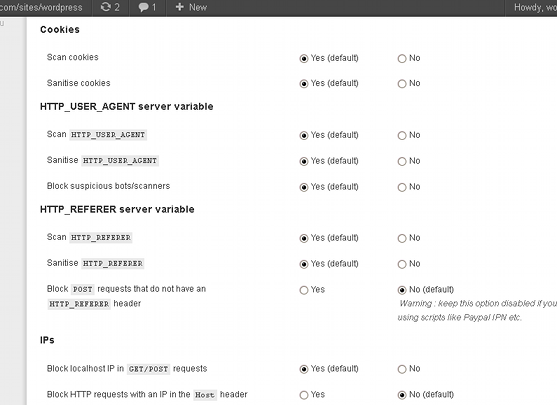 com/sites/wordpress 2 1 New Howdy, wo
u
Cookies
Scan cookies Yes (default) No
Sanitise cookies Yes (default) No
HTTP_USER_AGENT server variable
Scan HTTP_USER_AGENT Yes (default) No
Sanitise HTTP_USER_AGENT Yes (default) No
Block suspicious bots/scanners Yes (default) No
HTTP_REFERER server variable
Scan HTTP_REFERER Yes (default) No
Sanitise HTTP_REFERER Yes (default) No
Block POST requests that do not have an Yes No (default)
HTTP_REFERER header Warning : keep this option disabled if you
using scripts like Paypal IPN etc.
IPs
Block localhost IP in GET/POST requests Yes (default) No
Block HTTP requests with an IP in the Host header Yes No (default)